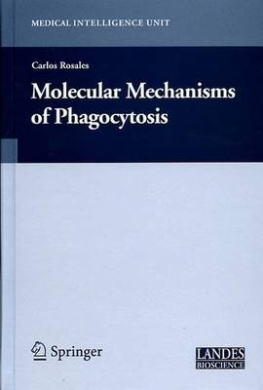 MEDICAL INTELLIGENCE UNIT
Carlos Rosales
Molecular Mechanisms
of Phagocytosis
Springer
LANDES
BIOSCIENCE